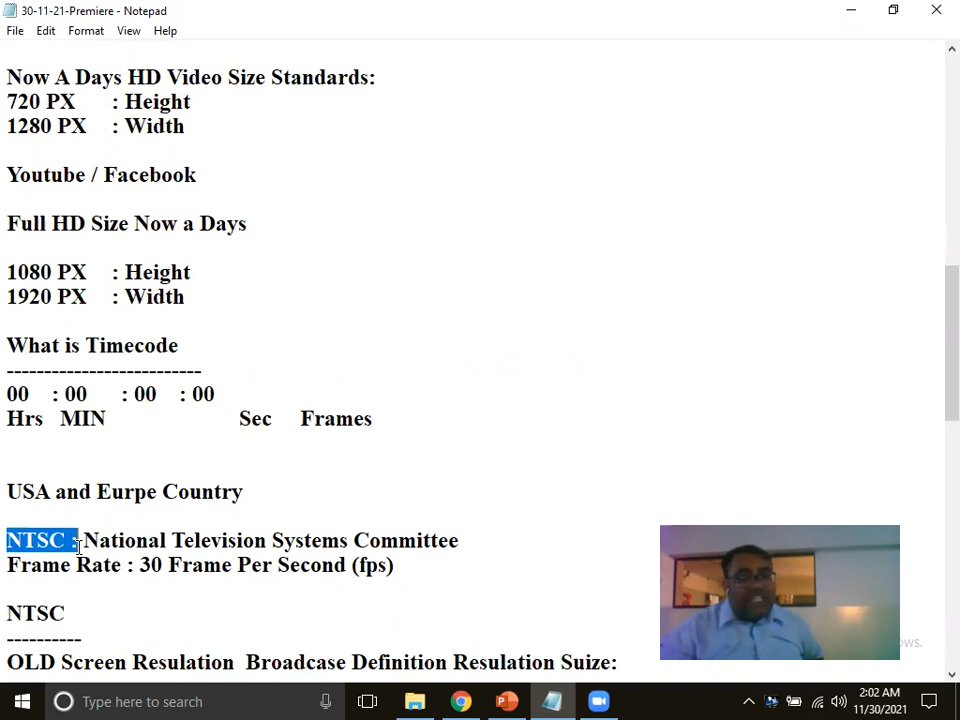 30-11-21-Premiere - Notepad
File Edit Format View Help
Now A Days HD Video Size Standards:
720 PX : Height
1280 PX : Width
Youtube / Facebook
Full HD Size Now a Days
1080 PX : Height
1920 PX : Width
What is Timecode
--------------------------
00 : 00 : 00 : 00
Hrs MIN Sec Frames
USA and Eurpe Country
NTSC : National Television Systems Committee
Frame Rate : 30 Frame Per Second (fps)
NTSC
----------
OLD Screen Resulation Broadcase Definition Resulation Suize:
ows.
Type here to search
2:02 AM
11/30/2021